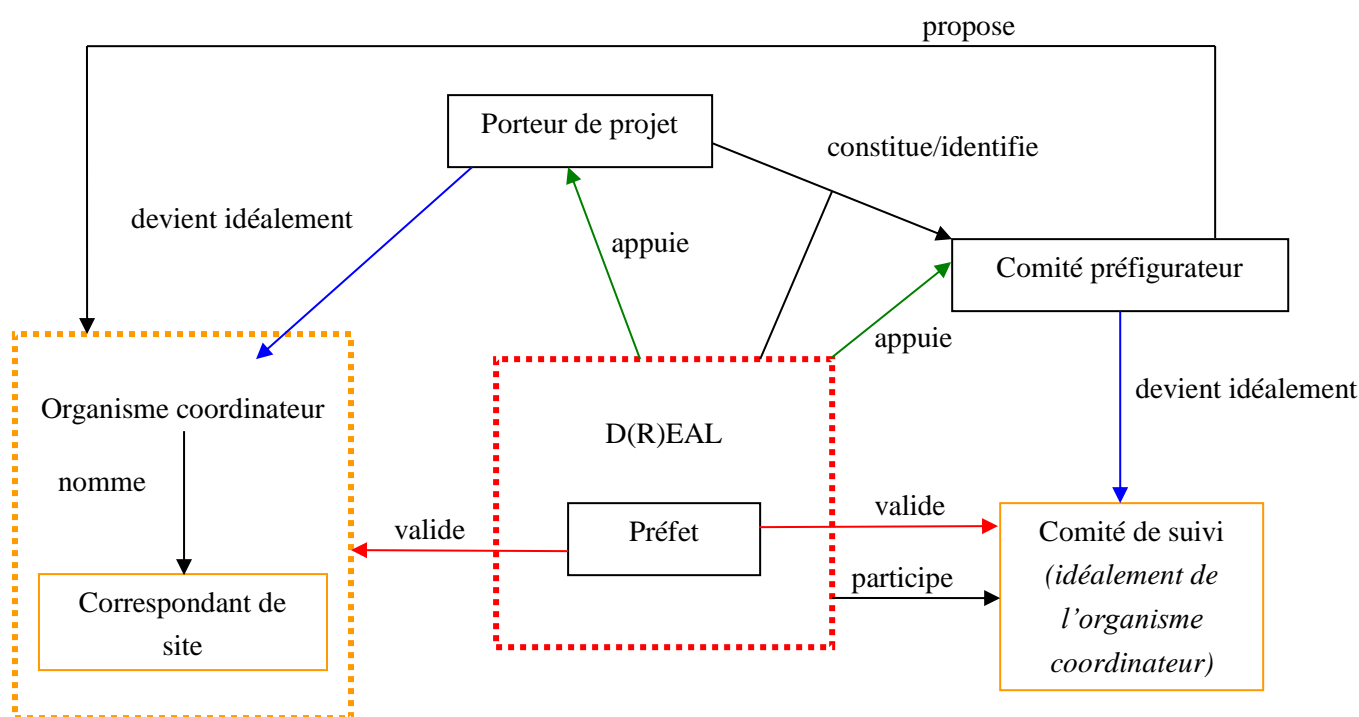 propose
Porteur de projet
constitue/identifie
devient idéalement
appuie
Comité préfigurateur
appuie
devient idéalement
Organisme coordinateur
D(R)EAL
nomme
valide
Préfet
valide
Comité de suivi
(idéalement de
l’organisme
coordinateur)
participe
Correspondant de
site